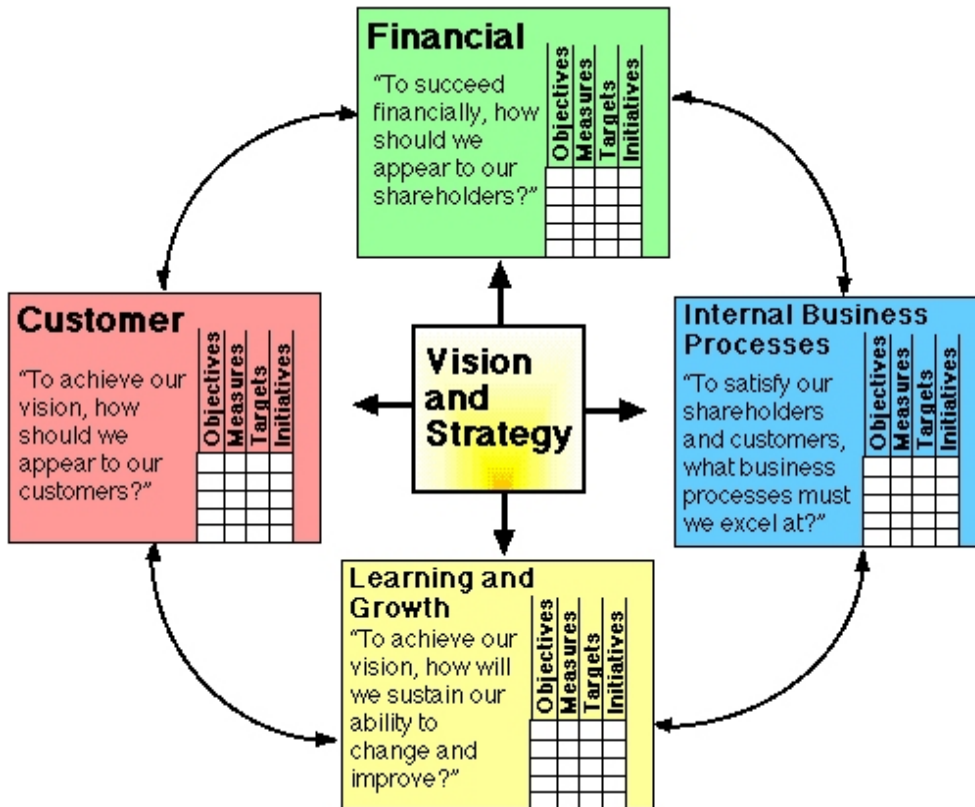 Financial
“To succeed
financially, how
should we
appear to our
shareholders?”
Objectives
Measures
Targets
Initiatives
Customer
“To achieve our
vision, how
should we
appear to our
customers?”
Objectives
Measures
Targets
Initiatives
Vision
and
Strategy
Internal Business
Processes
“To satisfy our
shareholders
and customers,
what business
processes must
we excel at?”
Objectives
Measures
Targets
Initiatives
Learning and
Growth
“To achieve our
vision, how will
we sustain our
ability to
change and
improve?”
Objectives
Measures
Targets
Initiatives